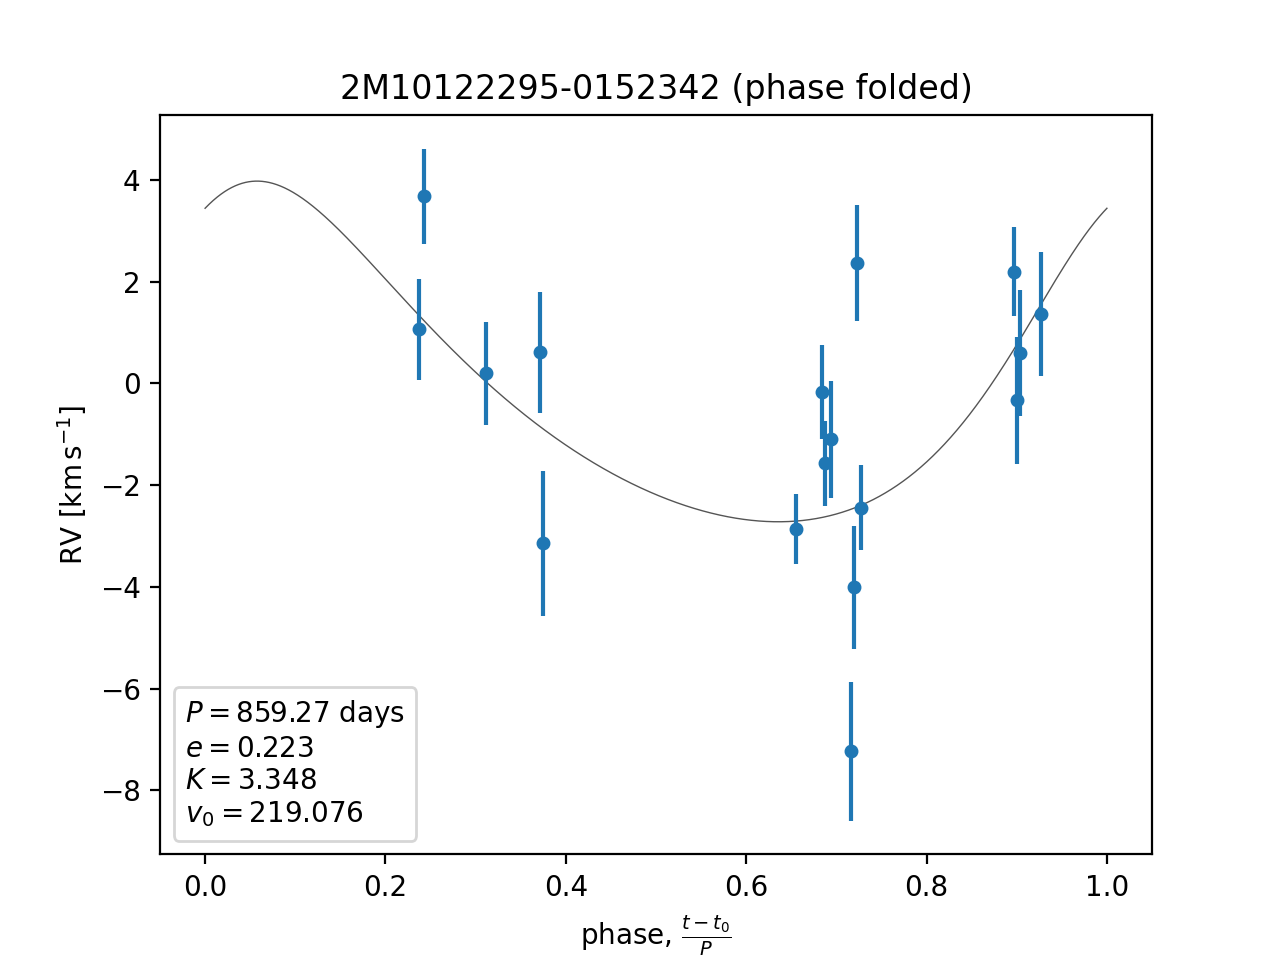 2M10122295-0152342 (phase folded)
RV [km s⁻¹]
4
2
0
−2
−4
−6
−8
P = 859.27 days
e = 0.223
K = 3.348
v₀ = 219.076
0.0 0.2 0.4 0.6 0.8 1.0
phase, (t − t₀)/P